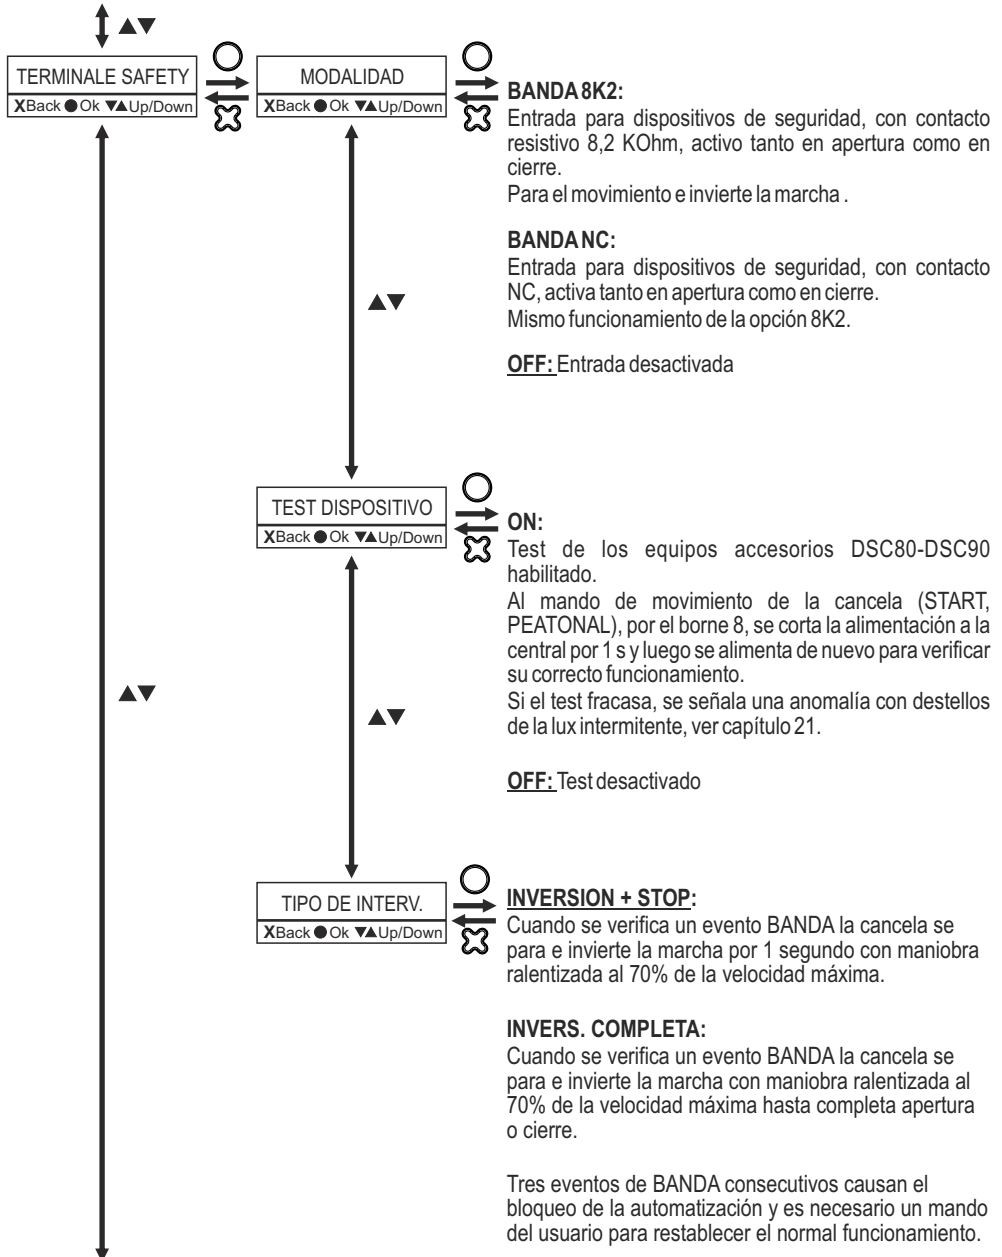 ▲▼
TERMINALE SAFETY
XBack ● Ok ▼▲Up/Down
MODALIDAD
XBack ● Ok ▼▲Up/Down
BANDA 8K2:
Entrada para dispositivos de seguridad, con contacto
resistivo 8,2 KOhm, activo tanto en apertura como en
cierre.
Para el movimiento e invierte la marcha .
BANDA NC:
Entrada para dispositivos de seguridad, con contacto
NC, activa tanto en apertura como en cierre.
Mismo funcionamiento de la opción 8K2.
OFF: Entrada desactivada
▲▼
TEST DISPOSITIVO
XBack ● Ok ▼▲Up/Down
ON:
Test de los equipos accesorios DSC80-DSC90
habilitado.
Al mando de movimiento de la cancela (START,
PEATONAL), por el borne 8, se corta la alimentación a la
central por 1 s y luego se alimenta de nuevo para verificar
su correcto funcionamiento.
Si el test fracasa, se señala una anomalía con destellos
de la lux intermitente, ver capítulo 21.
OFF: Test desactivado
▲▼
▲▼
TIPO DE INTERV.
XBack ● Ok ▼▲Up/Down
INVERSION + STOP:
Cuando se verifica un evento BANDA la cancela se
para e invierte la marcha por 1 segundo con maniobra
ralentizada al 70% de la velocidad máxima.
INVERS. COMPLETA:
Cuando se verifica un evento BANDA la cancela se
para e invierte la marcha con maniobra ralentizada al
70% de la velocidad máxima hasta completa apertura
o cierre.
Tres eventos de BANDA consecutivos causan el
bloqueo de la automatización y es necesario un mando
del usuario para restablecer el normal funcionamiento.